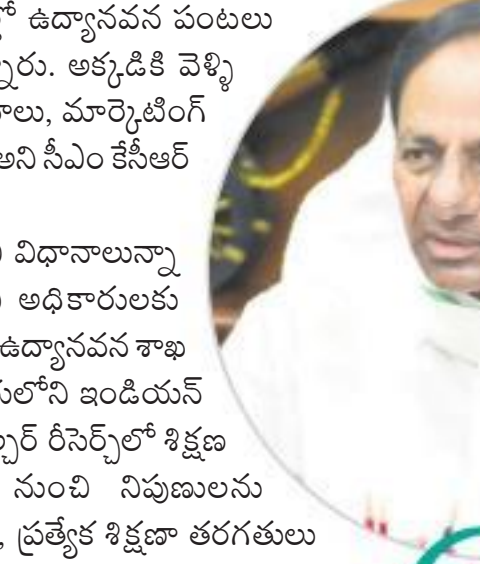 ఉద్యానవన పంటలు
అక్కడికి వెళ్ళి
మార్కెటింగ్
అని సీఎం కేసీఆర్
విధానాలున్నా
అధికారులకు
ఉద్యానవన శాఖ
ఇండియన్
రీసెర్చ్‌లో శిక్షణ
నుంచి నిపుణులను
ప్రత్యేక శిక్షణా తరగతులు